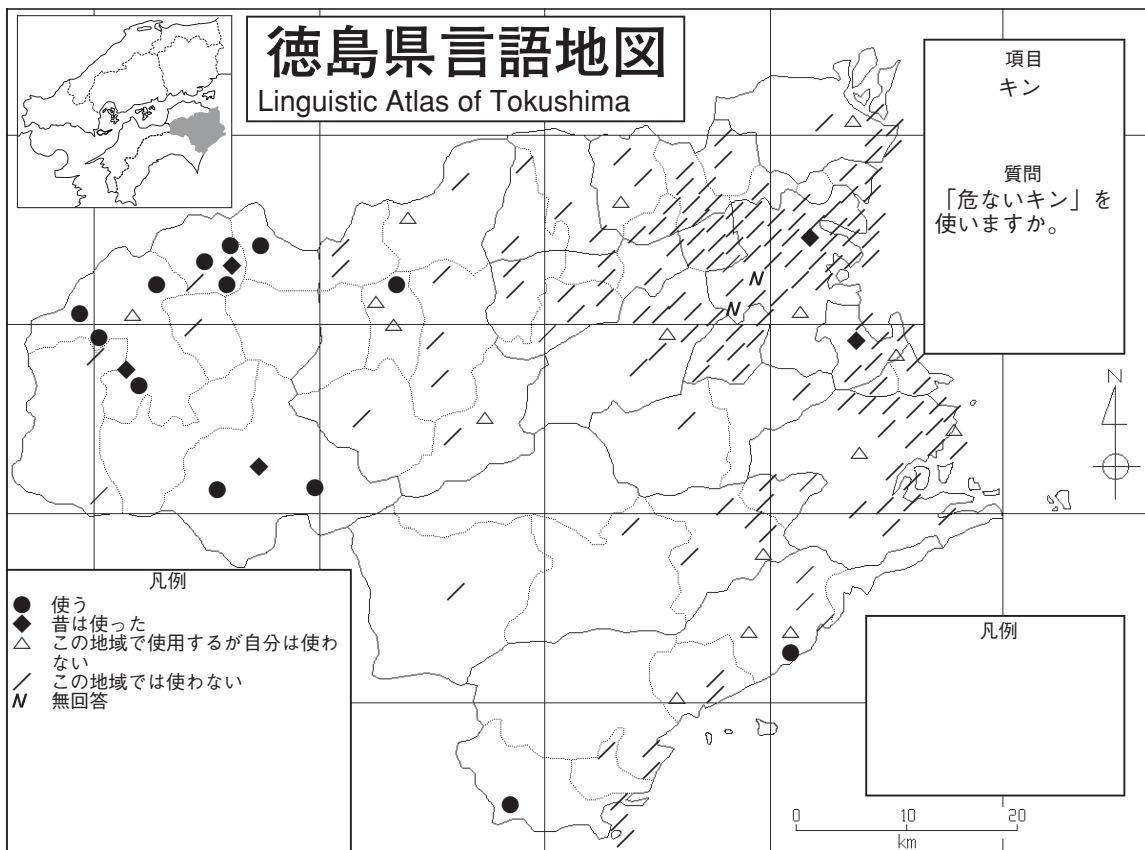 徳島県言語地図
Linguistic Atlas of Tokushima
項目
キン
質問
「危ないキン」を
使いますか。
N
N
N
凡例
使う
昔は使った
この地域で使用するが自分は使わ
ない
この地域では使わない
N 無回答
凡例
0 10 20
km